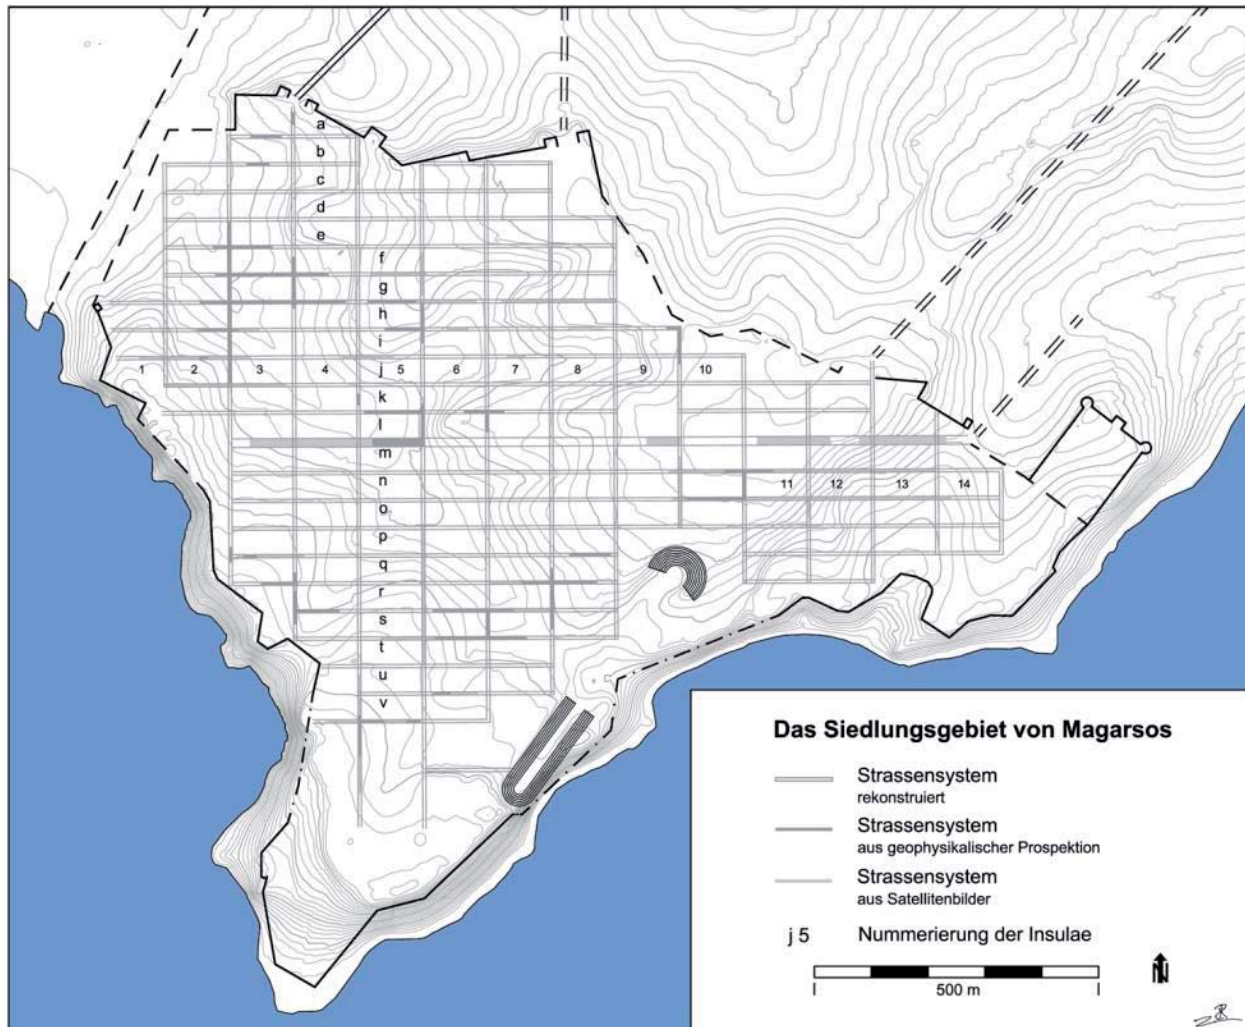 a
b
c
d
e
f
g
h
i
1 2 3 4 j 5 6 7 8 9 10
k
l
m
n 11 12 13 14
o
p
q
r
s
t
u
v
Das Siedlungsgebiet von Magarsos
Strassensystem
rekonstruiert
Strassensystem
aus geophysikalischer Prospektion
Strassensystem
aus Satellitenbilder
j 5 Nummerierung der Insulae
500 m
N